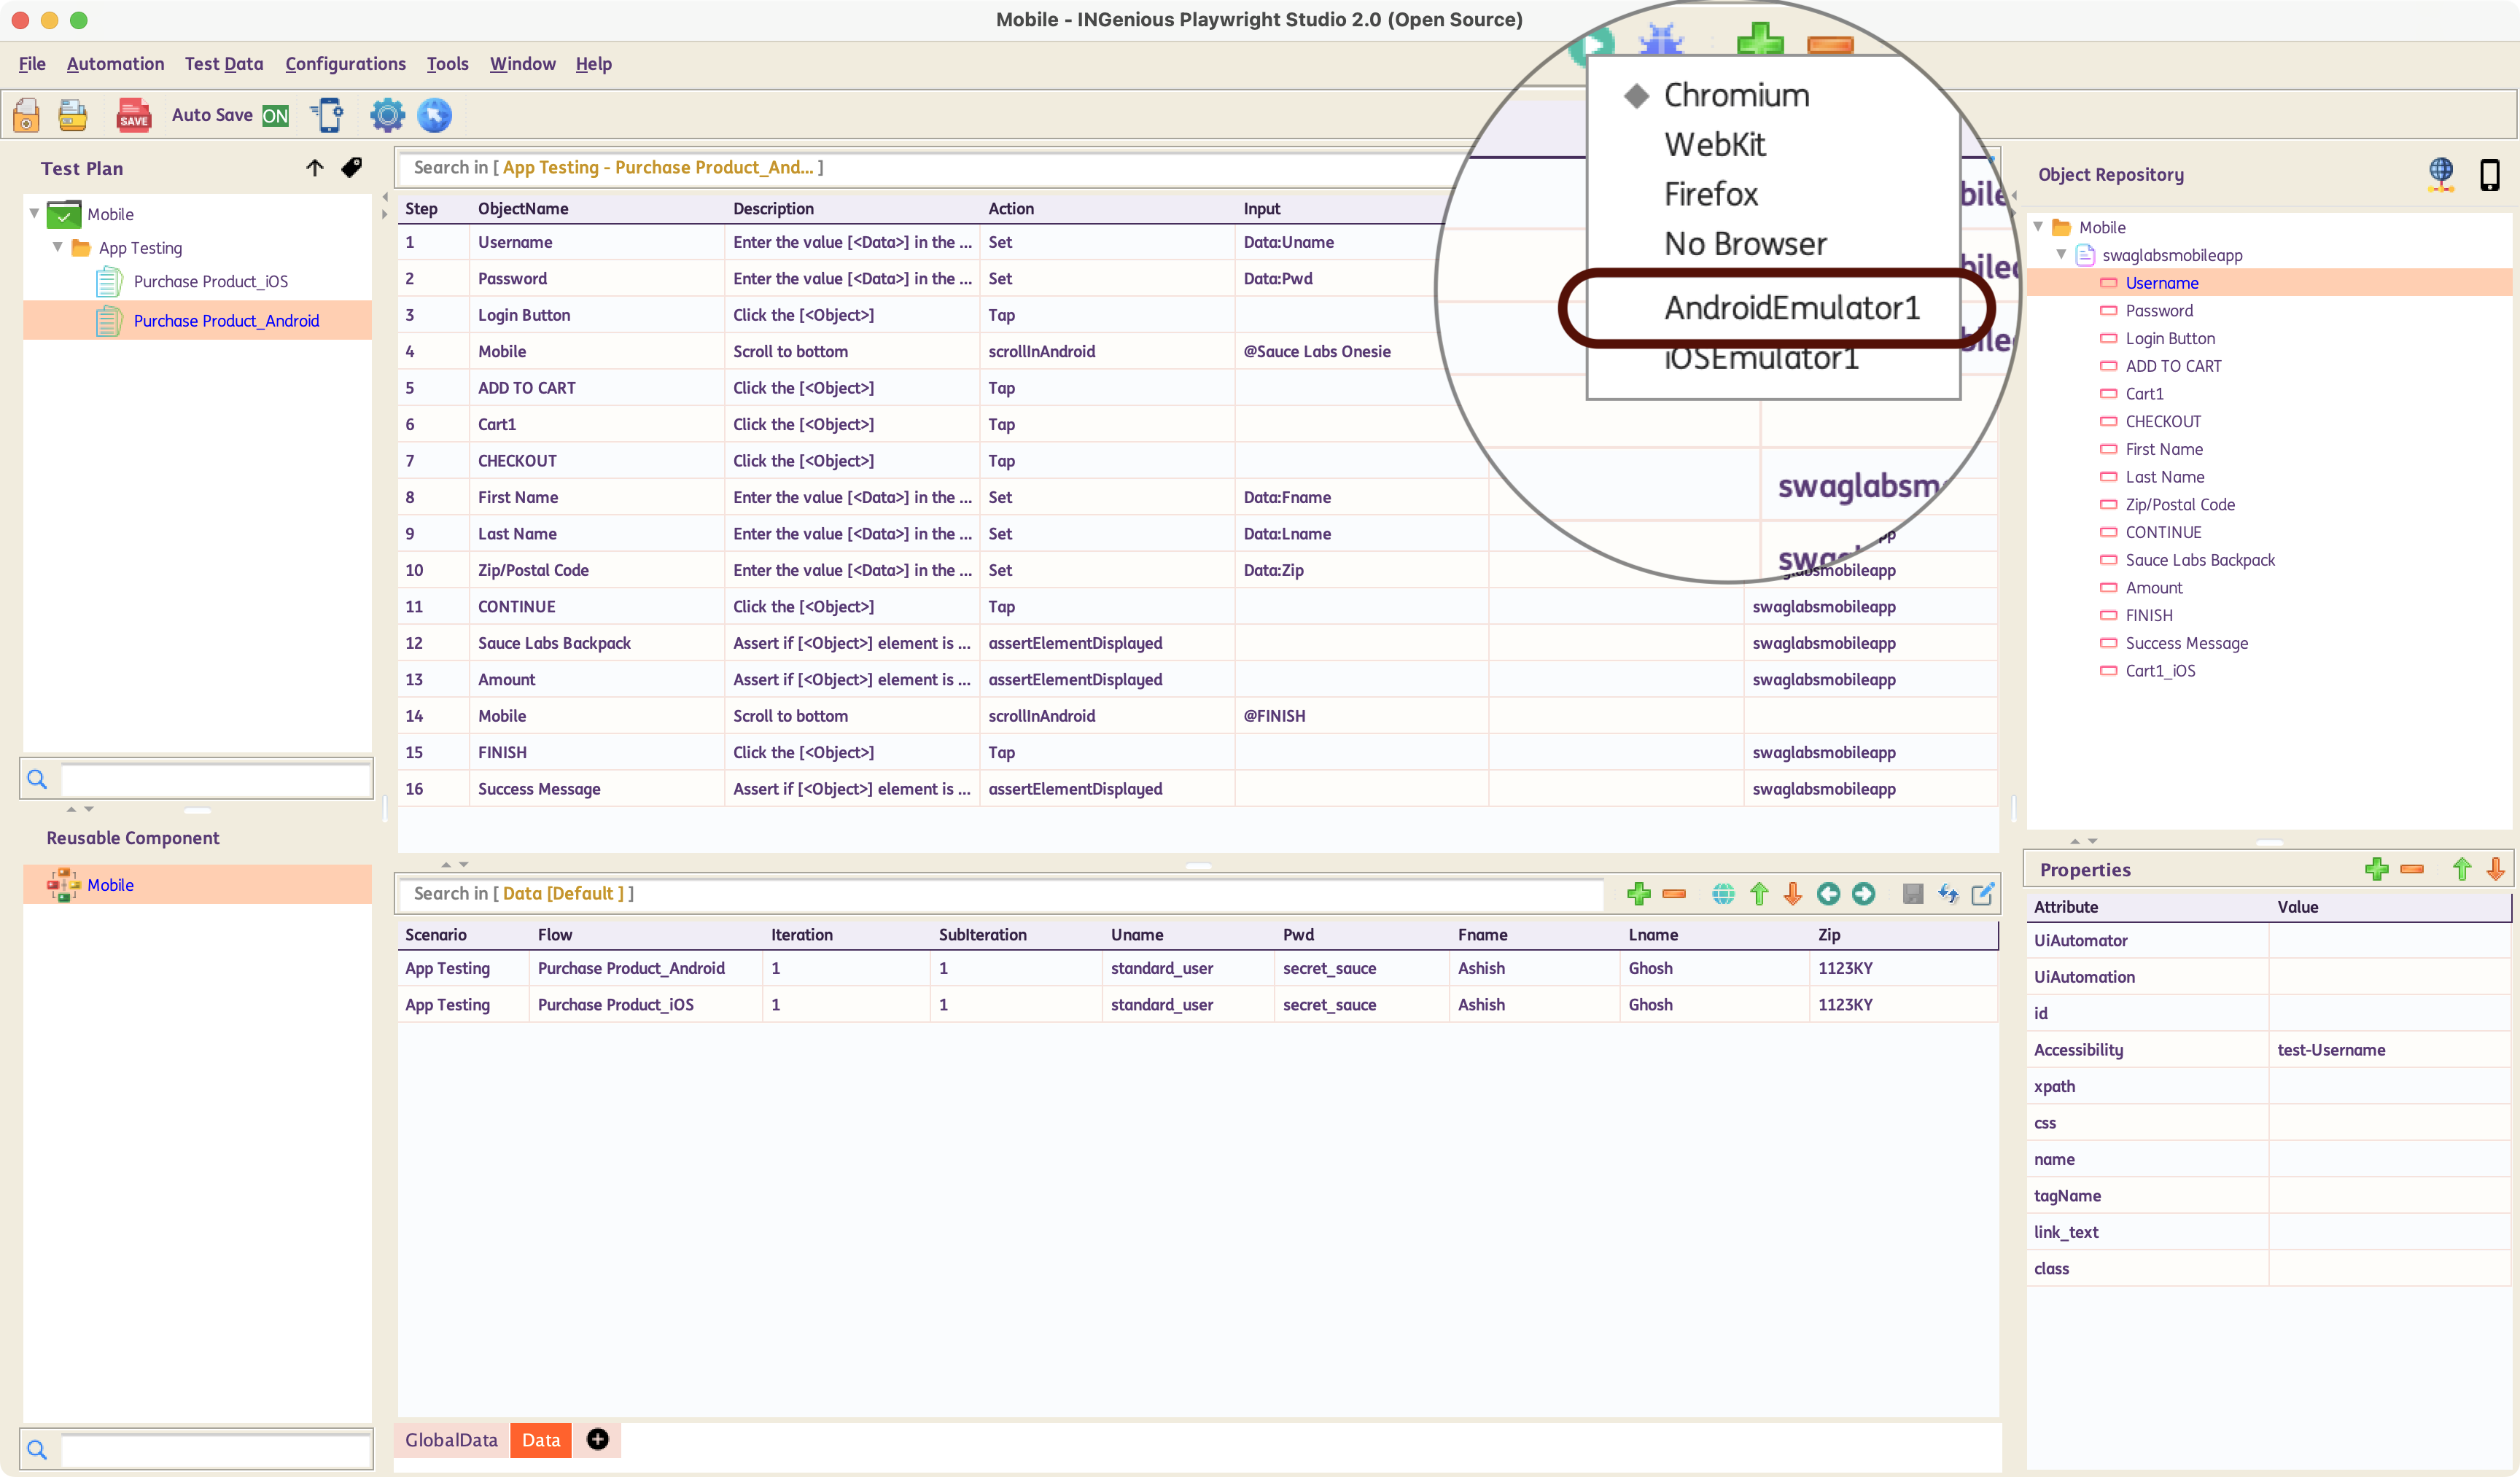 Mobile - INGenious Playwright Studio 2.0 (Open Source)
File Automation Test Data Configurations Tools Window Help
SAVE Auto Save ON
Test Plan
Mobile
App Testing
Purchase Product_iOS
Purchase Product_Android
Reusable Component
Mobile
Search in [ App Testing - Purchase Product_And... ]
Step ObjectName Description Action Input
1 Username Enter the value [<Data>] in the ... Set Data:Uname
2 Password Enter the value [<Data>] in the ... Set Data:Pwd
3 Login Button Click the [<Object>] Tap
4 Mobile Scroll to bottom scrollInAndroid @Sauce Labs Onesie
5 ADD TO CART Click the [<Object>] Tap
6 Cart1 Click the [<Object>] Tap
7 CHECKOUT Click the [<Object>] Tap
8 First Name Enter the value [<Data>] in the ... Set Data:Fname
9 Last Name Enter the value [<Data>] in the ... Set Data:Lname
10 Zip/Postal Code Enter the value [<Data>] in the ... Set Data:Zip
11 CONTINUE Click the [<Object>] Tap swaglabsmobileapp
12 Sauce Labs Backpack Assert if [<Object>] element is ... assertElementDisplayed swaglabsmobileapp
13 Amount Assert if [<Object>] element is ... assertElementDisplayed swaglabsmobileapp
14 Mobile Scroll to bottom scrollInAndroid @FINISH
15 FINISH Click the [<Object>] Tap swaglabsmobileapp
16 Success Message Assert if [<Object>] element is ... assertElementDisplayed swaglabsmobileapp
Chromium
WebKit
Firefox
No Browser
AndroidEmulator1
iOSEmulator1
Search in [ Data [Default ] ]
Scenario Flow Iteration SubIteration Uname Pwd Fname Lname Zip
App Testing Purchase Product_Android 1 1 standard_user secret_sauce Ashish Ghosh 1123KY
App Testing Purchase Product_iOS 1 1 standard_user secret_sauce Ashish Ghosh 1123KY
GlobalData Data
Object Repository
Mobile
swaglabsmobileapp
Username
Password
Login Button
ADD TO CART
Cart1
CHECKOUT
First Name
Last Name
Zip/Postal Code
CONTINUE
Sauce Labs Backpack
Amount
FINISH
Success Message
Cart1_iOS
Properties
Attribute Value
UiAutomator
UiAutomation
id
Accessibility test-Username
xpath
css
name
tagName
link_text
class